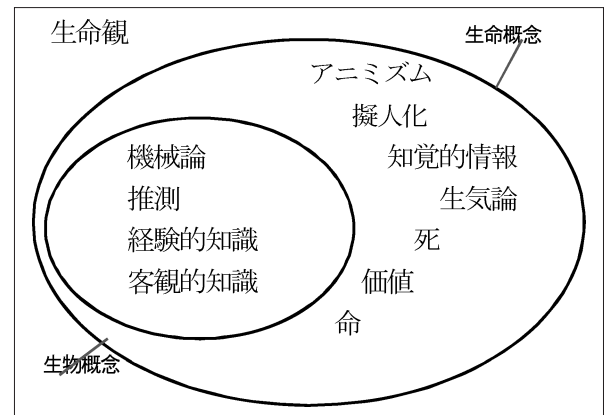 生命観
生命概念
アニミズム
擬人化
知覚的情報
生気論
死
価値
命
機械論
推測
経験的知識
客観的知識
生物概念